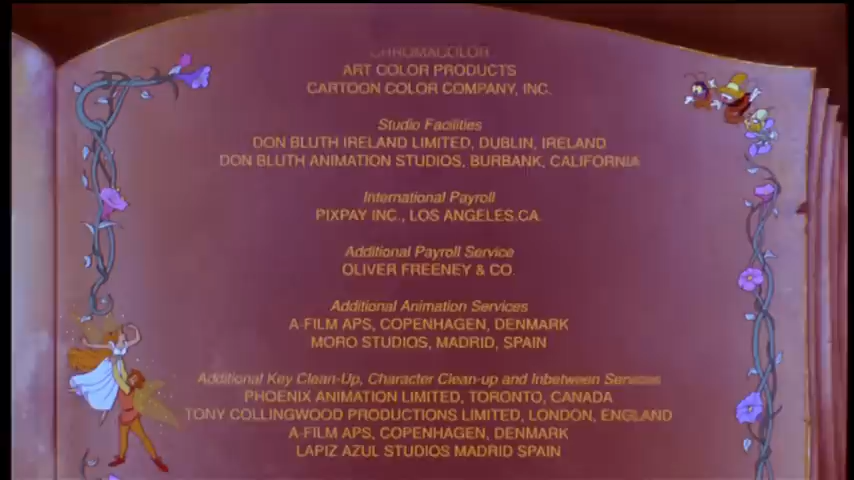 CHROMACOLOR
ART COLOR PRODUCTS
CARTOON COLOR COMPANY, INC.
Studio Facilities
DON BLUTH IRELAND LIMITED, DUBLIN, IRELAND
DON BLUTH ANIMATION STUDIOS, BURBANK, CALIFORNIA
International Payroll
PIXPAY INC., LOS ANGELES.CA.
Additional Payroll Service
OLIVER FREENEY & CO.
Additional Animation Services
A-FILM APS, COPENHAGEN, DENMARK
MORO STUDIOS, MADRID, SPAIN
Additional Key Clean-Up, Character Clean-up and Inbetween Services
PHOENIX ANIMATION LIMITED, TORONTO, CANADA
TONY COLLINGWOOD PRODUCTIONS LIMITED, LONDON, ENGLAND
A-FILM APS, COPENHAGEN, DENMARK
LAPIZ AZUL STUDIOS MADRID SPAIN